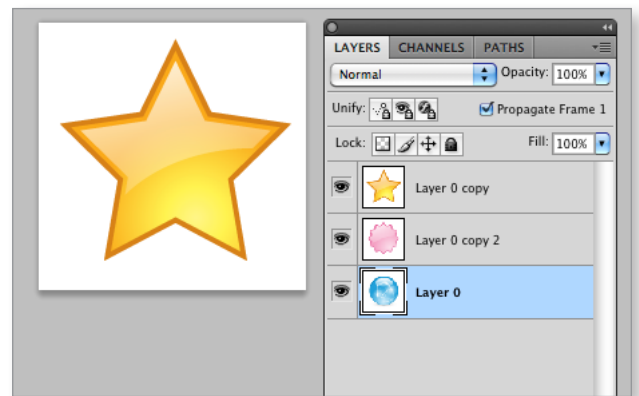 LAYERS CHANNELS PATHS
Normal Opacity: 100%
Unify: Propagate Frame 1
Lock: Fill: 100%
Layer 0 copy
Layer 0 copy 2
Layer 0